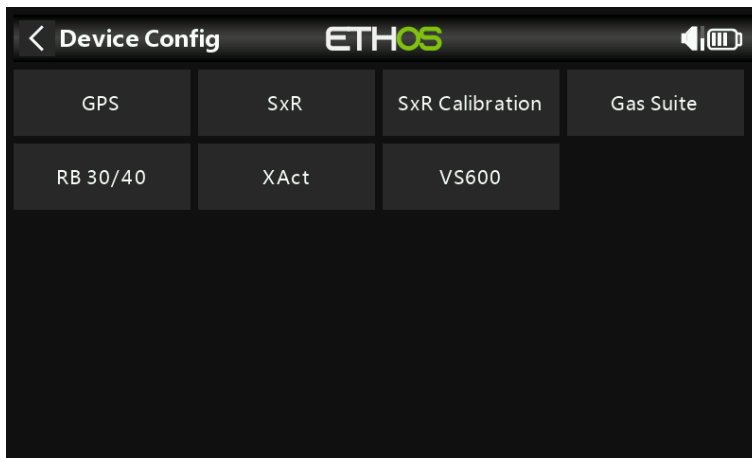 Device Config
ETHOS
GPS
SxR
SxR Calibration
Gas Suite
RB 30/40
XAct
VS600